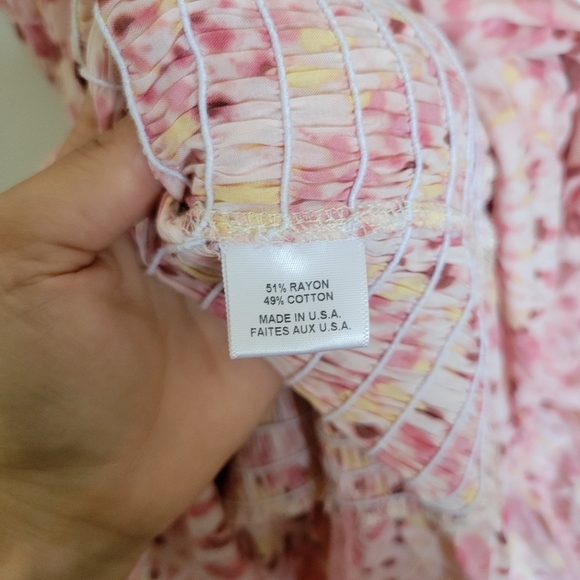 51% RAYON
49% COTTON
MADE IN U.S.A.
FAITES AUX U.S.A.